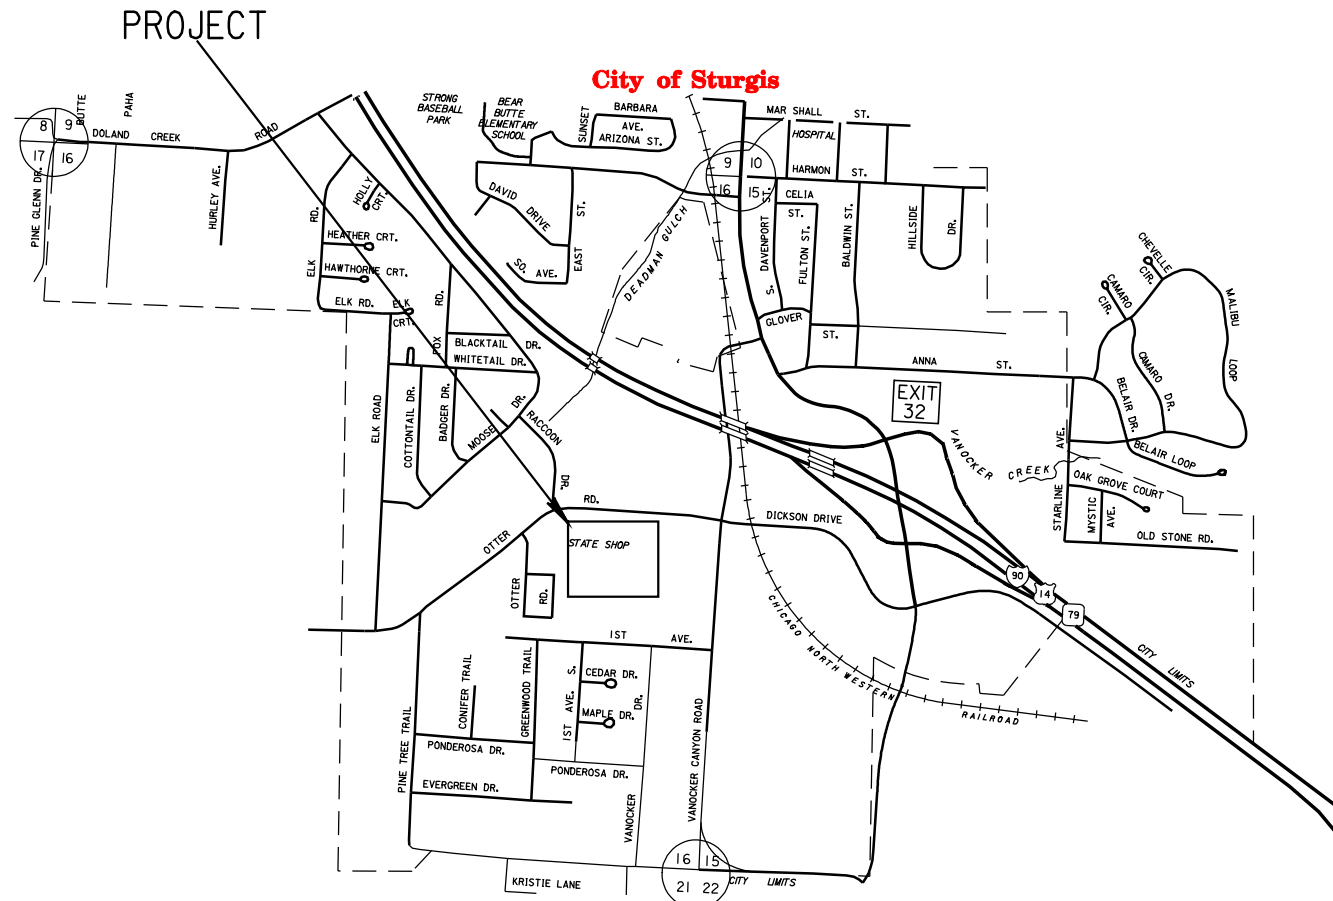 PROJECT
City of Sturgis
8 9
17 16
BUTTE
PAHA
DOLAND CREEK ROAD
PINE GLENN DR.
HURLEY AVE.
STRONG
BASEBALL
PARK
BEAR
BUTTE
ELEMENTARY
SCHOOL
SUNSET
BARBARA
AVE.
ARIZONA ST.
MAR SHALL ST.
HOSPITAL
HARMON ST.
9 10
16 15
HOLLY
CRT.
ELK RD.
HEATHER CRT.
HAWTHORNE CRT.
ELK RD.
ELK
CRT.
DAVID DRIVE
EAST ST.
SO. AVE.
DEADMAN GULCH
S. DAVENPORT ST.
CELIA
ST.
FULTON ST.
BALDWIN ST.
HILLSIDE DR.
GLOVER ST.
CHEVELLE
CIR.
CAMARO
CIR.
MALIBU LOOP
FOX RD.
BLACKTAIL DR.
WHITETAIL DR.
ANNA ST.
EXIT
32
CAMARO DR.
BELAIR DR.
BELAIR LOOP
ELK ROAD
COTTONTAIL DR.
BADGER DR.
MOOSE DR.
RACCOON DR.
VANOCKER CREEK
STARLINE AVE.
OAK GROVE COURT
MYSTIC
AVE.
OLD STONE RD.
OTTER RD.
DICKSON DRIVE
STATE SHOP
OTTER
RD.
90
14
79
CHICAGO NORTH WESTERN RAILROAD
CITY LIMITS
1ST AVE.
CONIFER TRAIL
GREENWOOD TRAIL
1ST AVE. S.
CEDAR DR.
MAPLE DR.
VANOCKER DR.
VANOCKER CANYON ROAD
PINE TREE TRAIL
PONDEROSA DR.
PONDEROSA DR.
EVERGREEN DR.
16 15
21 22
KRISTIE LANE
CITY LIMITS